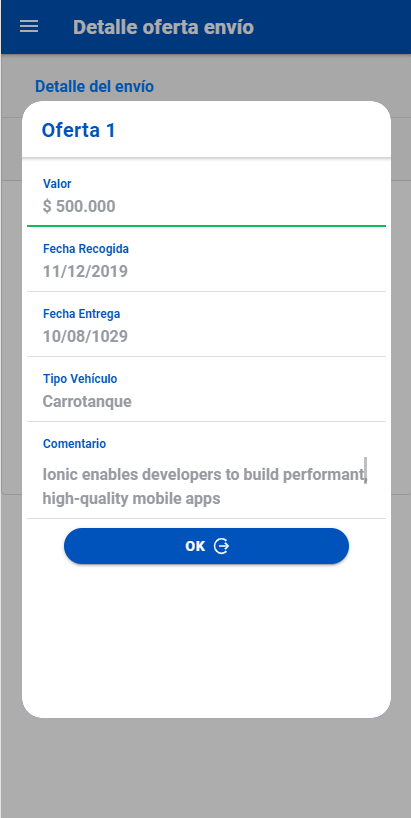 Detalle oferta envío
Detalle del envío
Oferta 1
Valor
$ 500.000
Fecha Recogida
11/12/2019
Fecha Entrega
10/08/1029
Tipo Vehículo
Carrotanque
Comentario
Ionic enables developers to build performant,
high-quality mobile apps
OK